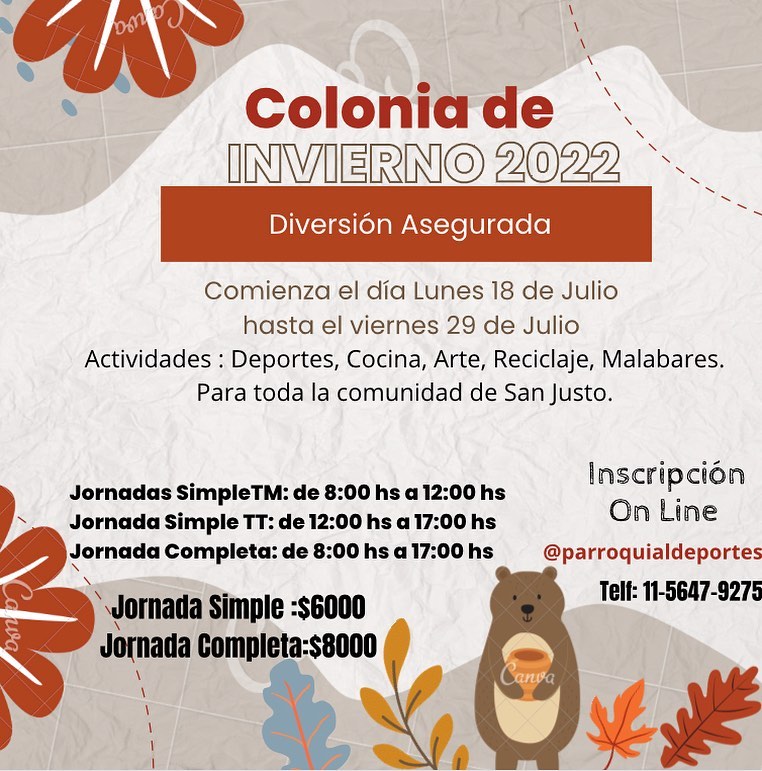 Canva
Colonia de
INVIERNO 2022
Diversión Asegurada
Comienza el día Lunes 18 de Julio
hasta el viernes 29 de Julio
Actividades : Deportes, Cocina, Arte, Reciclaje, Malabares.
Para toda la comunidad de San Justo.
Inscripción
On Line
@parroquialdeportes
Telf: 11-5647-9275
Jornadas SimpleTM: de 8:00 hs a 12:00 hs
Jornada Simple TT: de 12:00 hs a 17:00 hs
Jornada Completa: de 8:00 hs a 17:00 hs
Jornada Simple :$6000
Jornada Completa:$8000
Canva
Canva